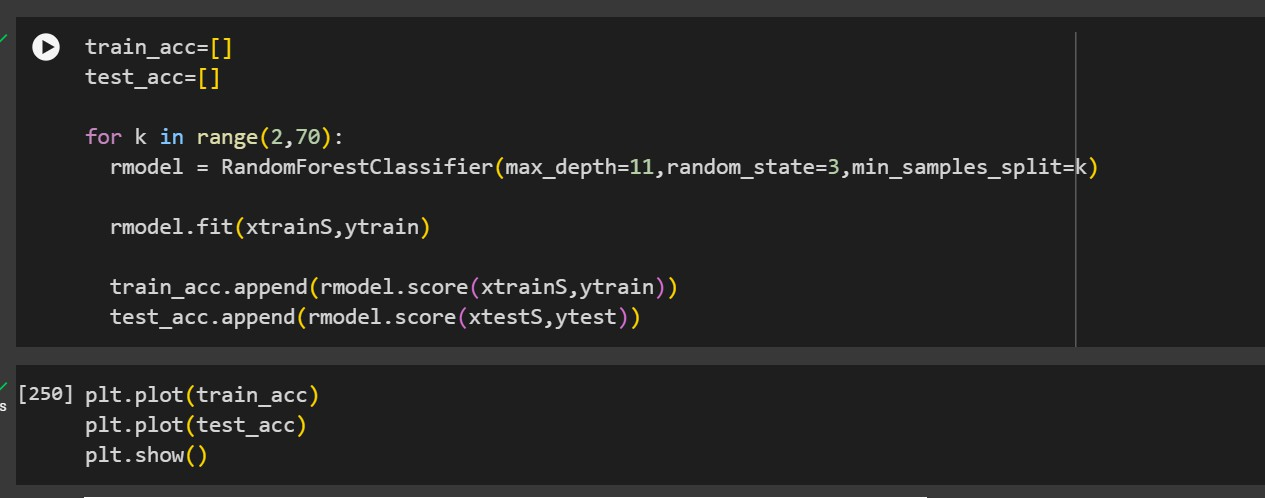 train_acc=[]
test_acc=[]
for k in range(2,70):
rmodel = RandomForestClassifier(max_depth=11,random_state=3,min_samples_split=k)
rmodel.fit(xtrainS,ytrain)
train_acc.append(rmodel.score(xtrainS,ytrain))
test_acc.append(rmodel.score(xtestS,ytest))
[250] plt.plot(train_acc)
s plt.plot(test_acc)
plt.show()